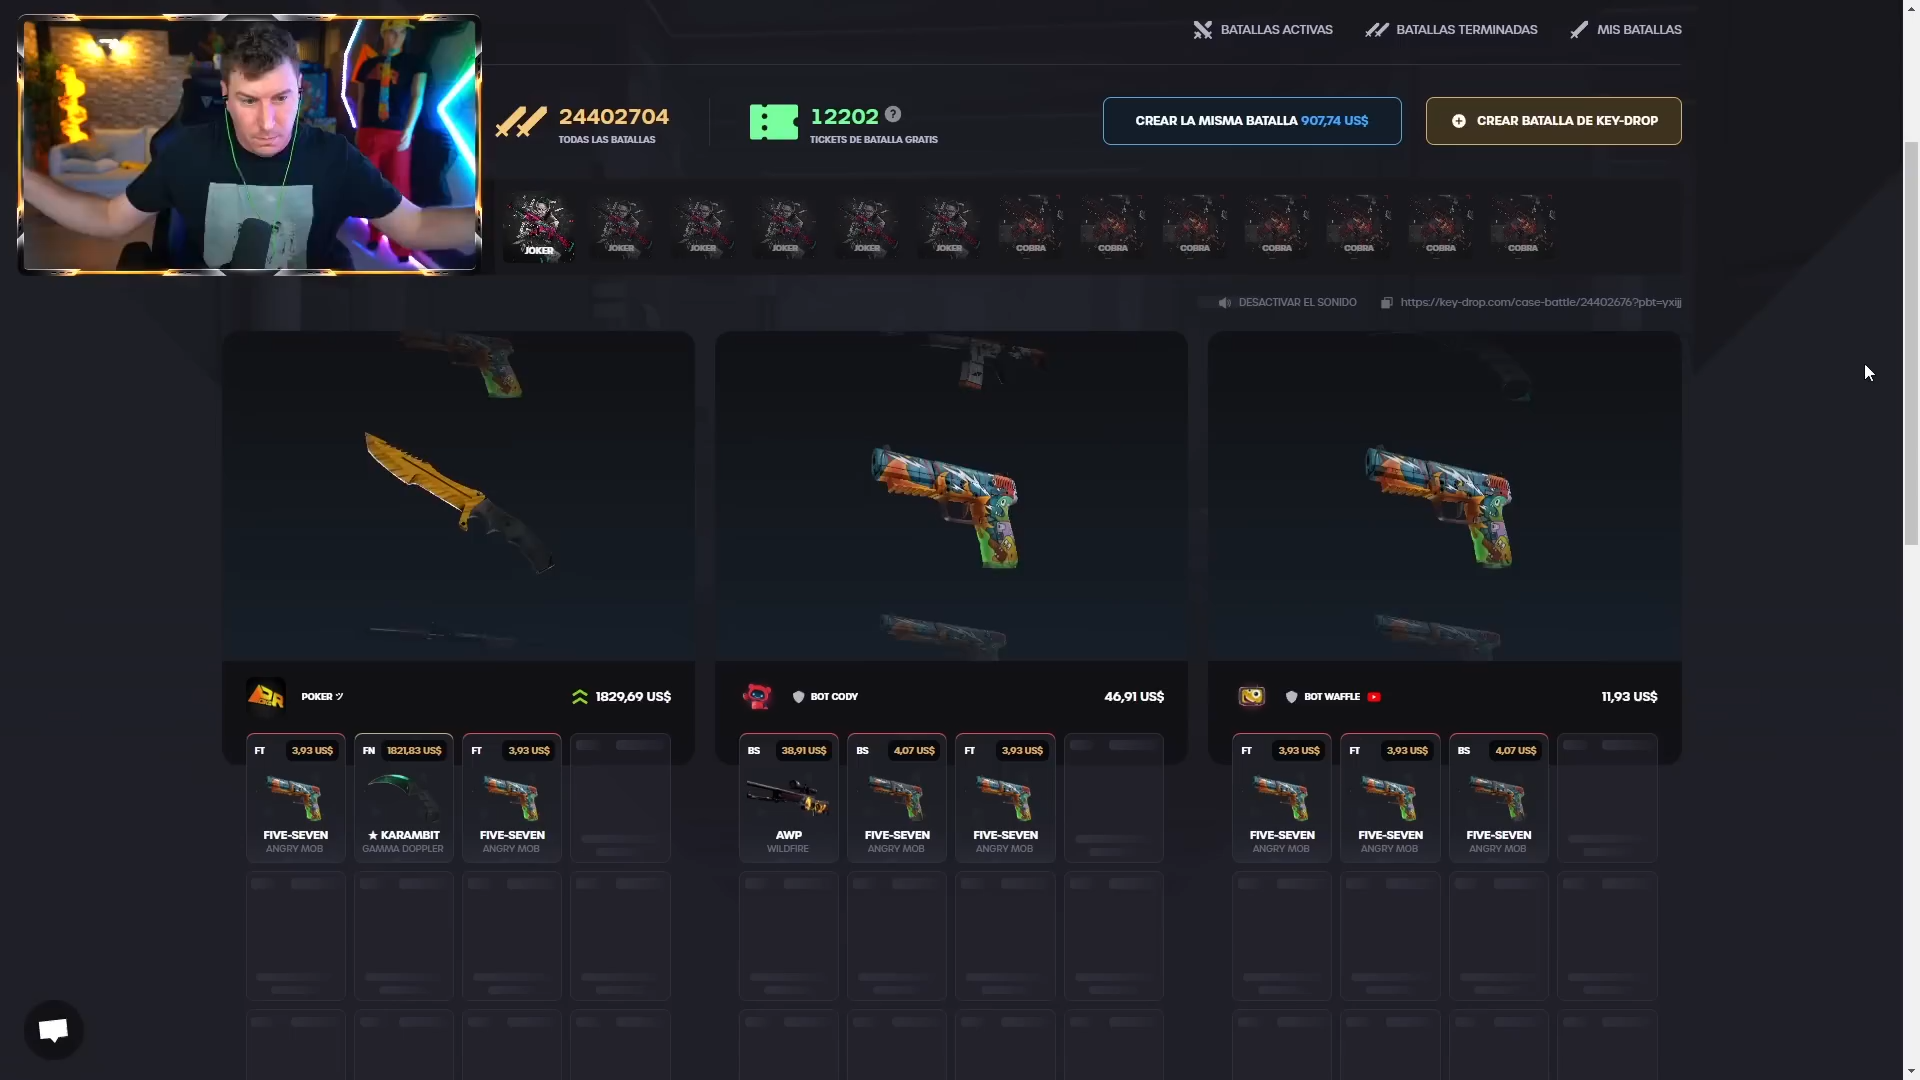 BATALLAS ACTIVAS
BATALLAS TERMINADAS
MIS BATALLAS
24402704
TODAS LAS BATALLAS
12202 ?
TICKETS DE BATALLA GRATIS
CREAR LA MISMA BATALLA 907,74 US$
CREAR BATALLA DE KEY-DROP
JOKER JOKER JOKER JOKER JOKER JOKER COBRA COBRA COBRA COBRA COBRA COBRA COBRA
DESACTIVAR EL SONIDO
https://key-drop.com/case-battle/24402676?pbt=yxijj
POKER ツ
1829,69 US$
BOT CODY
46,91 US$
BOT WAFFLE
11,93 US$
FT 3,93 US$
FIVE-SEVEN
ANGRY MOB
FN 1821,83 US$
★ KARAMBIT
GAMMA DOPPLER
FT 3,93 US$
FIVE-SEVEN
ANGRY MOB
BS 38,91 US$
AWP
WILDFIRE
BS 4,07 US$
FIVE-SEVEN
ANGRY MOB
FT 3,93 US$
FIVE-SEVEN
ANGRY MOB
FT 3,93 US$
FIVE-SEVEN
ANGRY MOB
FT 3,93 US$
FIVE-SEVEN
ANGRY MOB
BS 4,07 US$
FIVE-SEVEN
ANGRY MOB